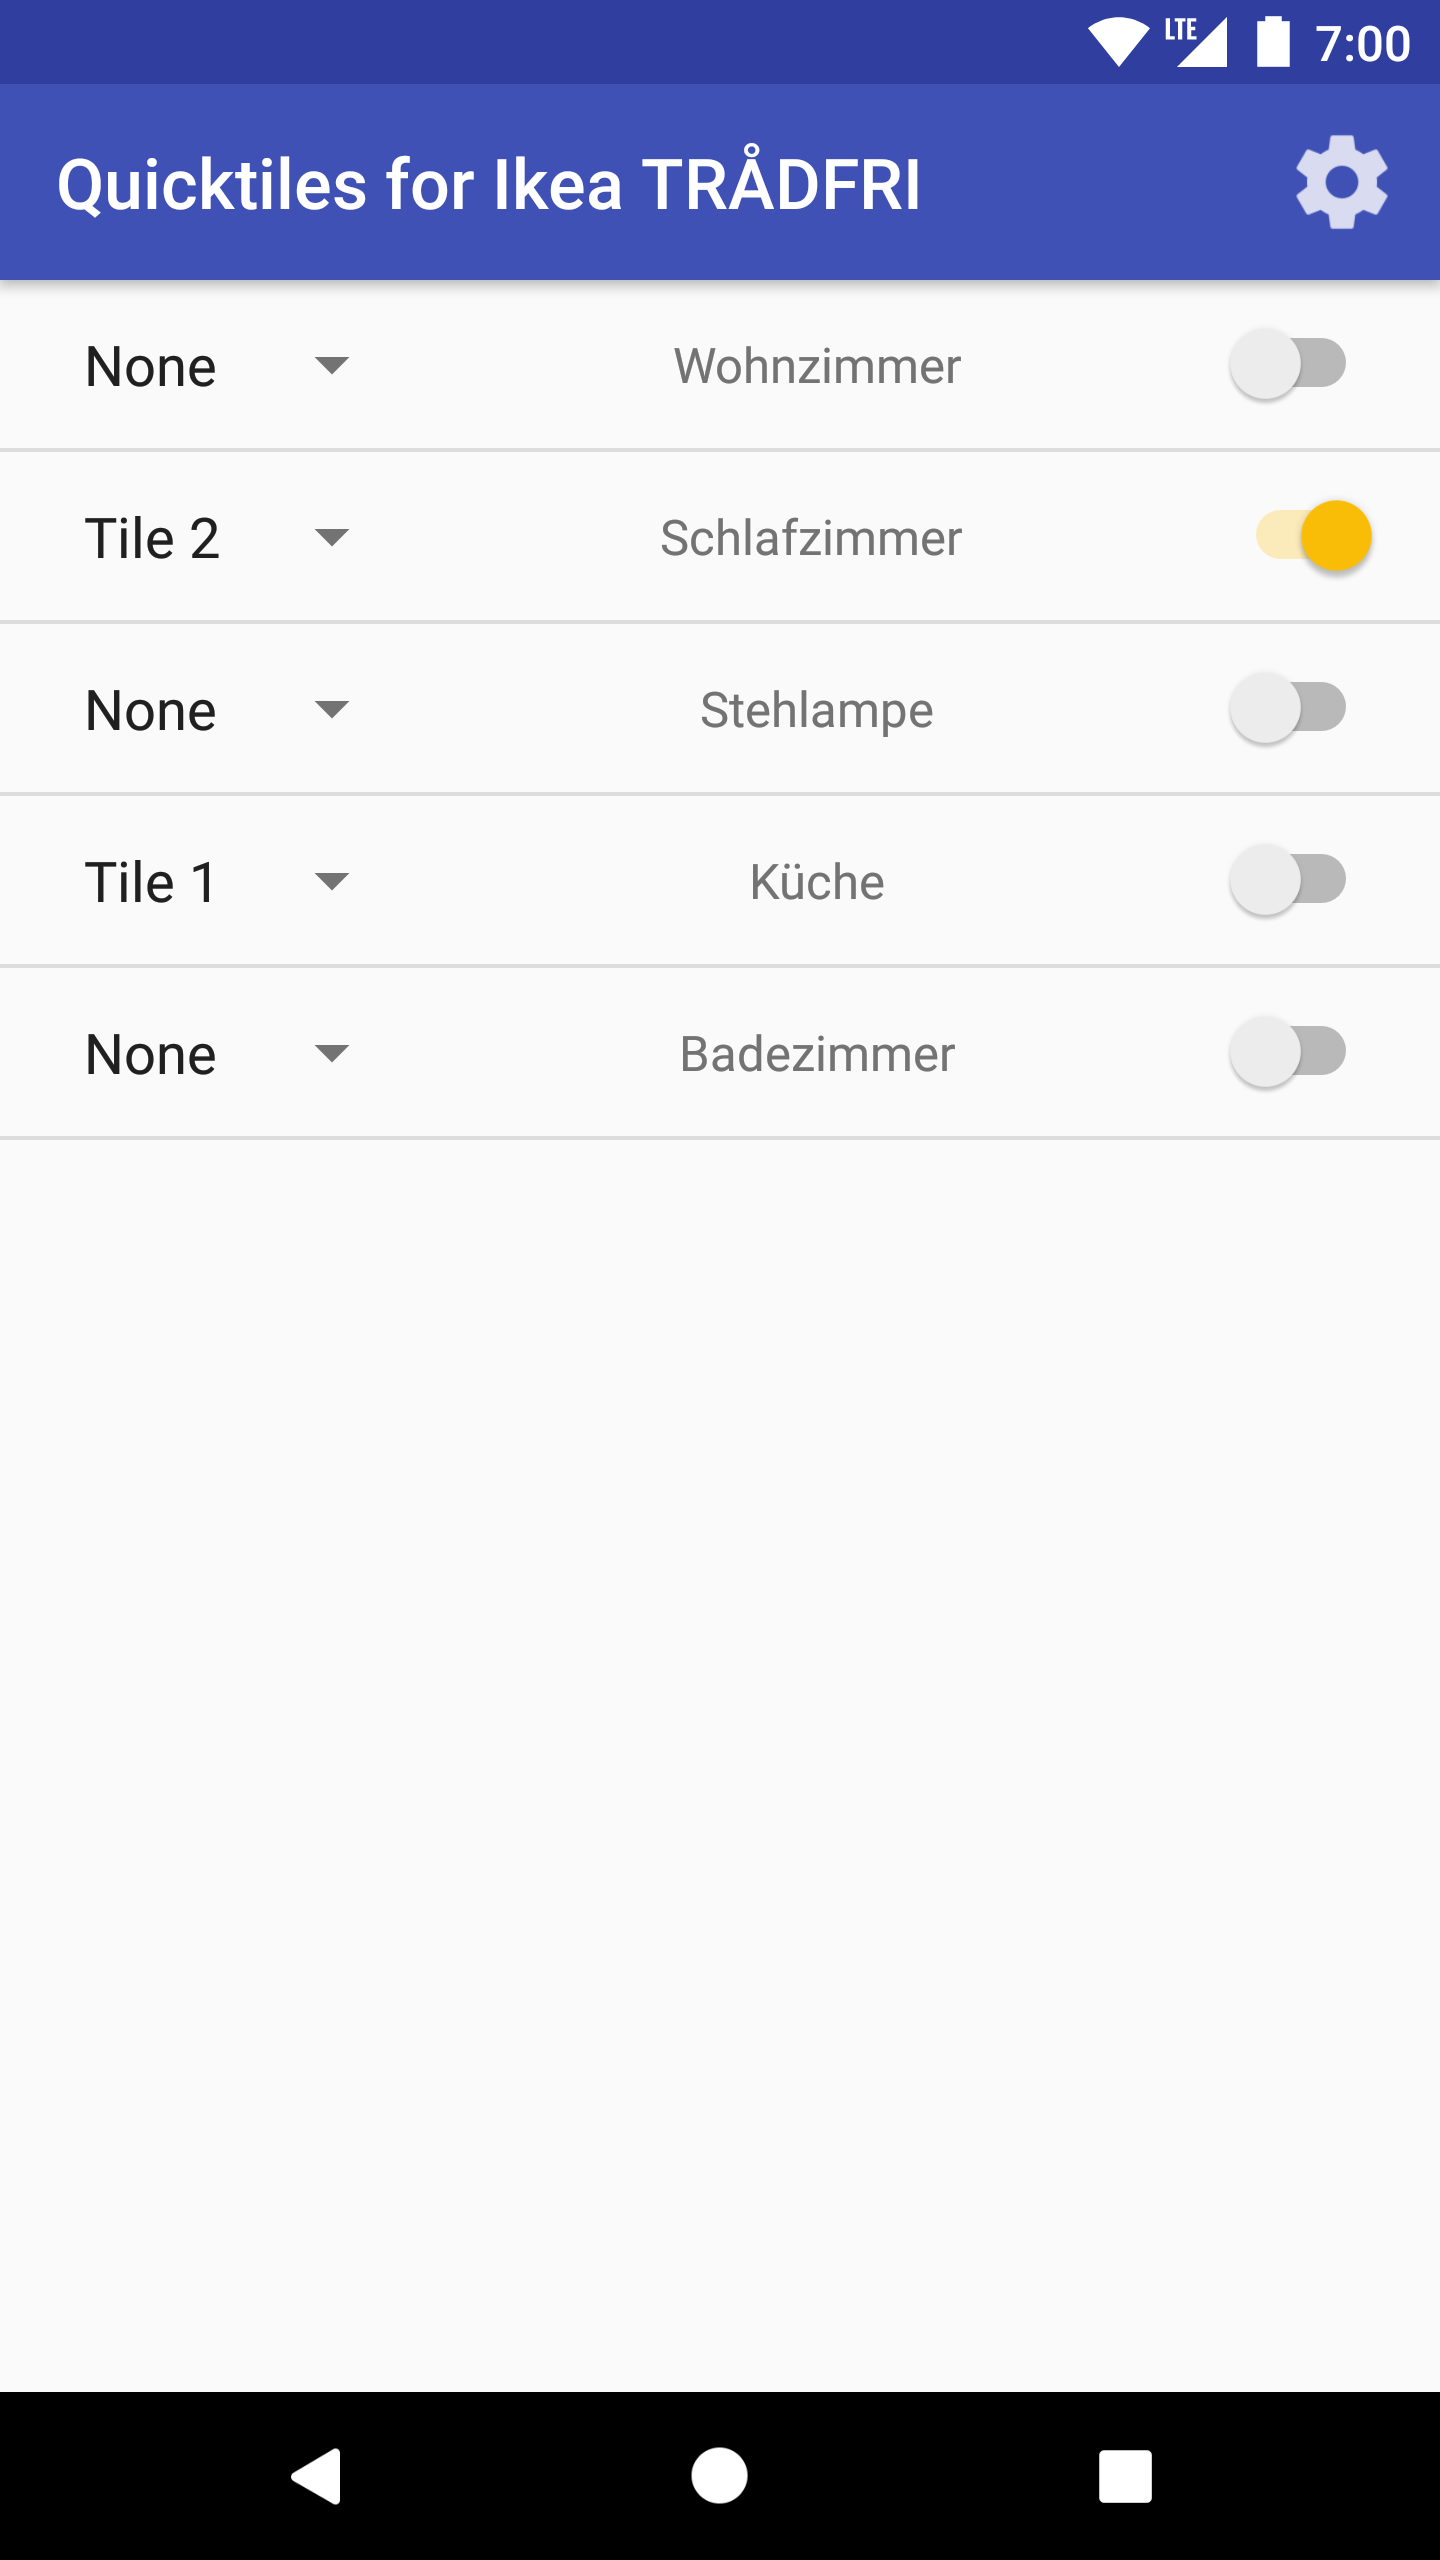 LTE 7:00
Quicktiles for Ikea TRÅDFRI
None Wohnzimmer
Tile 2 Schlafzimmer
None Stehlampe
Tile 1 Küche
None Badezimmer